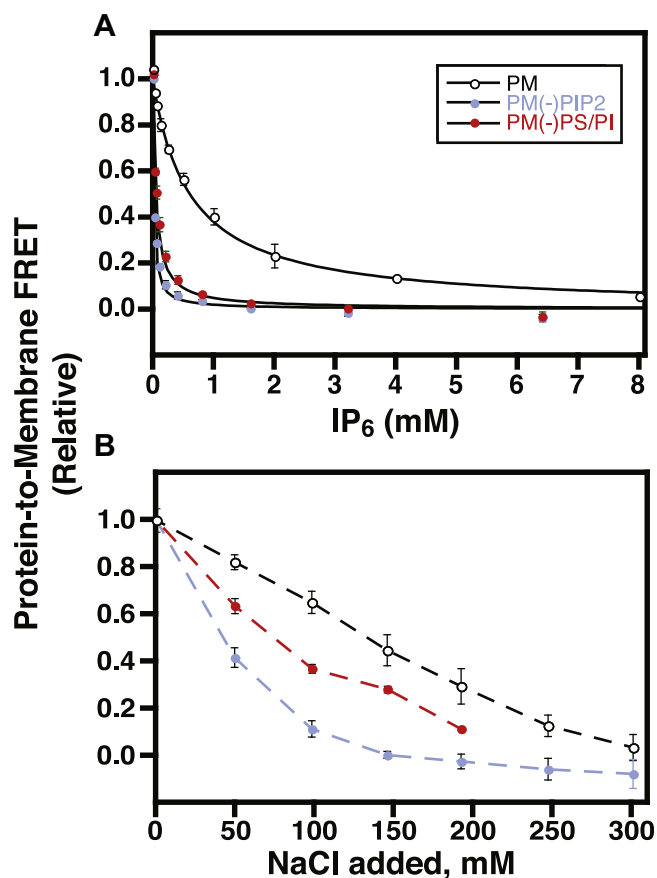 A
Protein-to-Membrane FRET
(Relative)
1.0
0.8
0.6
0.4
0.2
0.0
PM
PM(-)PIP2
PM(-)PS/PI
0 1 2 3 4 5 6 7 8
IP₆ (mM)
B
1.0
0.8
0.6
0.4
0.2
0.0
0 50 100 150 200 250 300
NaCl added, mM